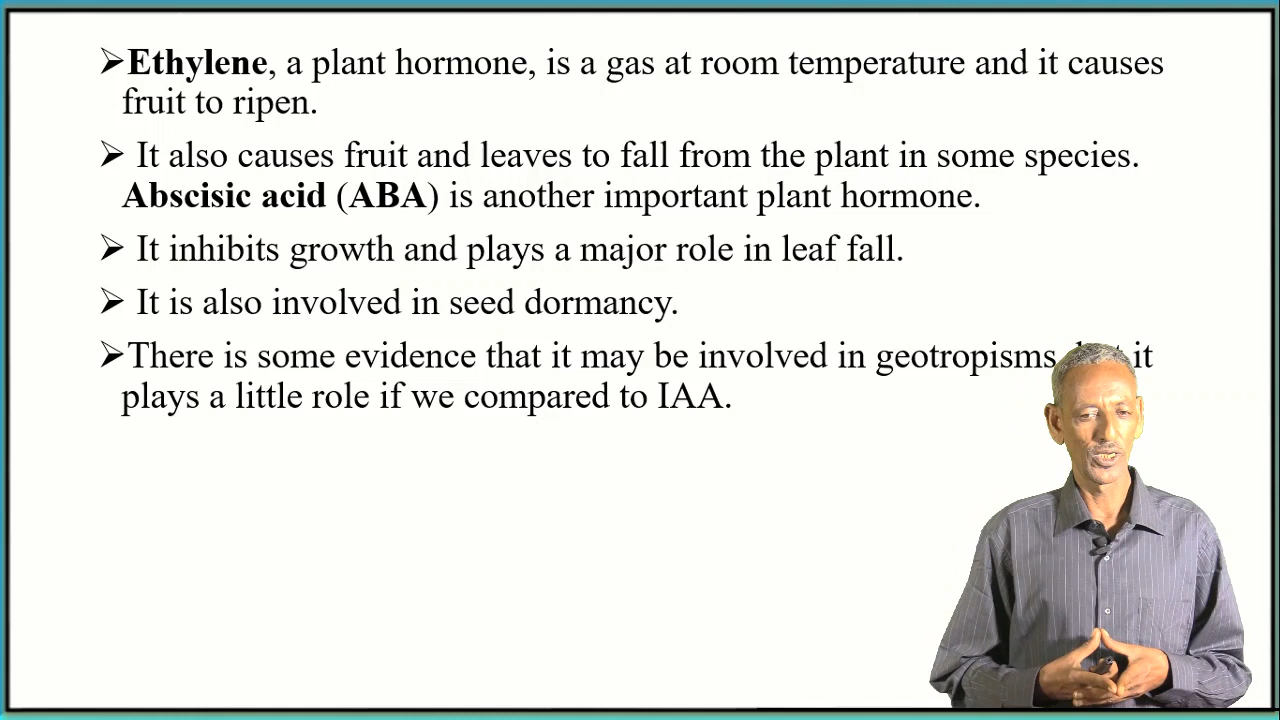 ➢Ethylene, a plant hormone, is a gas at room temperature and it causes
fruit to ripen.
➢ It also causes fruit and leaves to fall from the plant in some species.
Abscisic acid (ABA) is another important plant hormone.
➢ It inhibits growth and plays a major role in leaf fall.
➢ It is also involved in seed dormancy.
➢There is some evidence that it may be involved in geotropisms it
plays a little role if we compared to IAA.